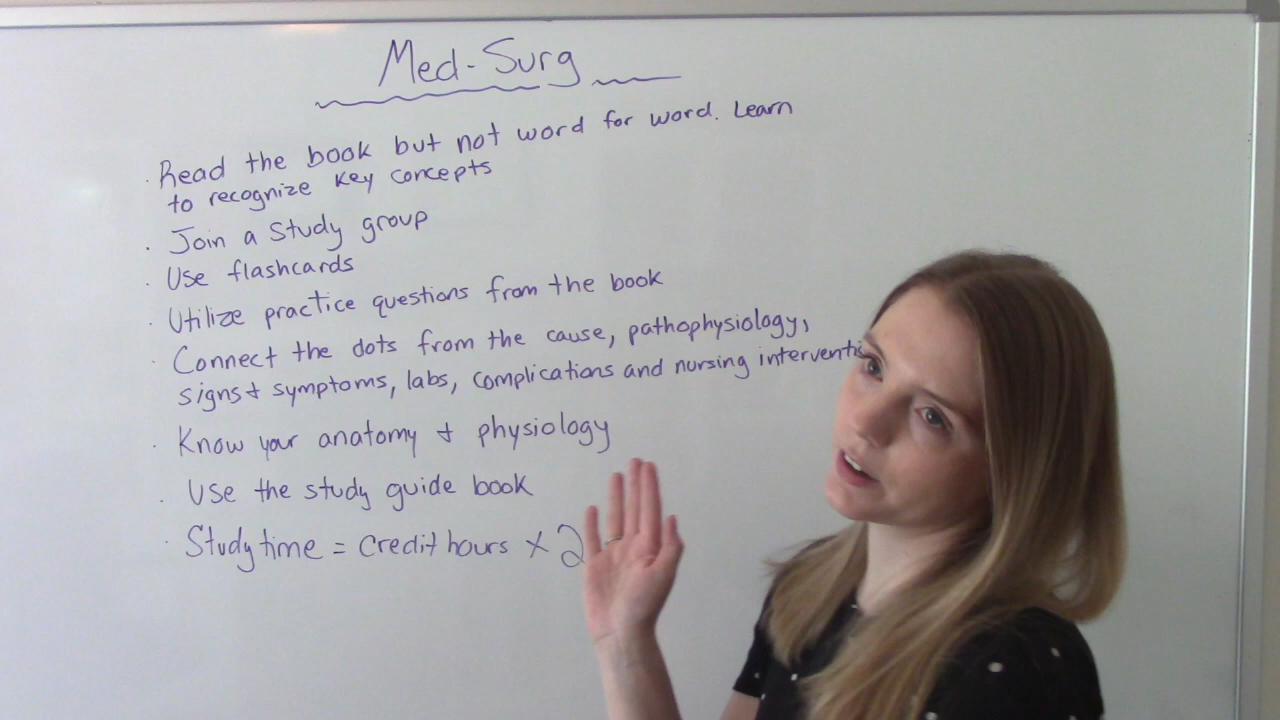 Med-Surg
. Read the book but not word for word. Learn
to recognize key concepts
. Join a study group
. Use flashcards
. Utilize practice questions from the book
. Connect the dots from the cause, pathophysiology,
signs + symptoms, labs, complications and nursing interventi
. Know your anatomy + physiology
. Use the study guide book
. Study time = credit hours x 2